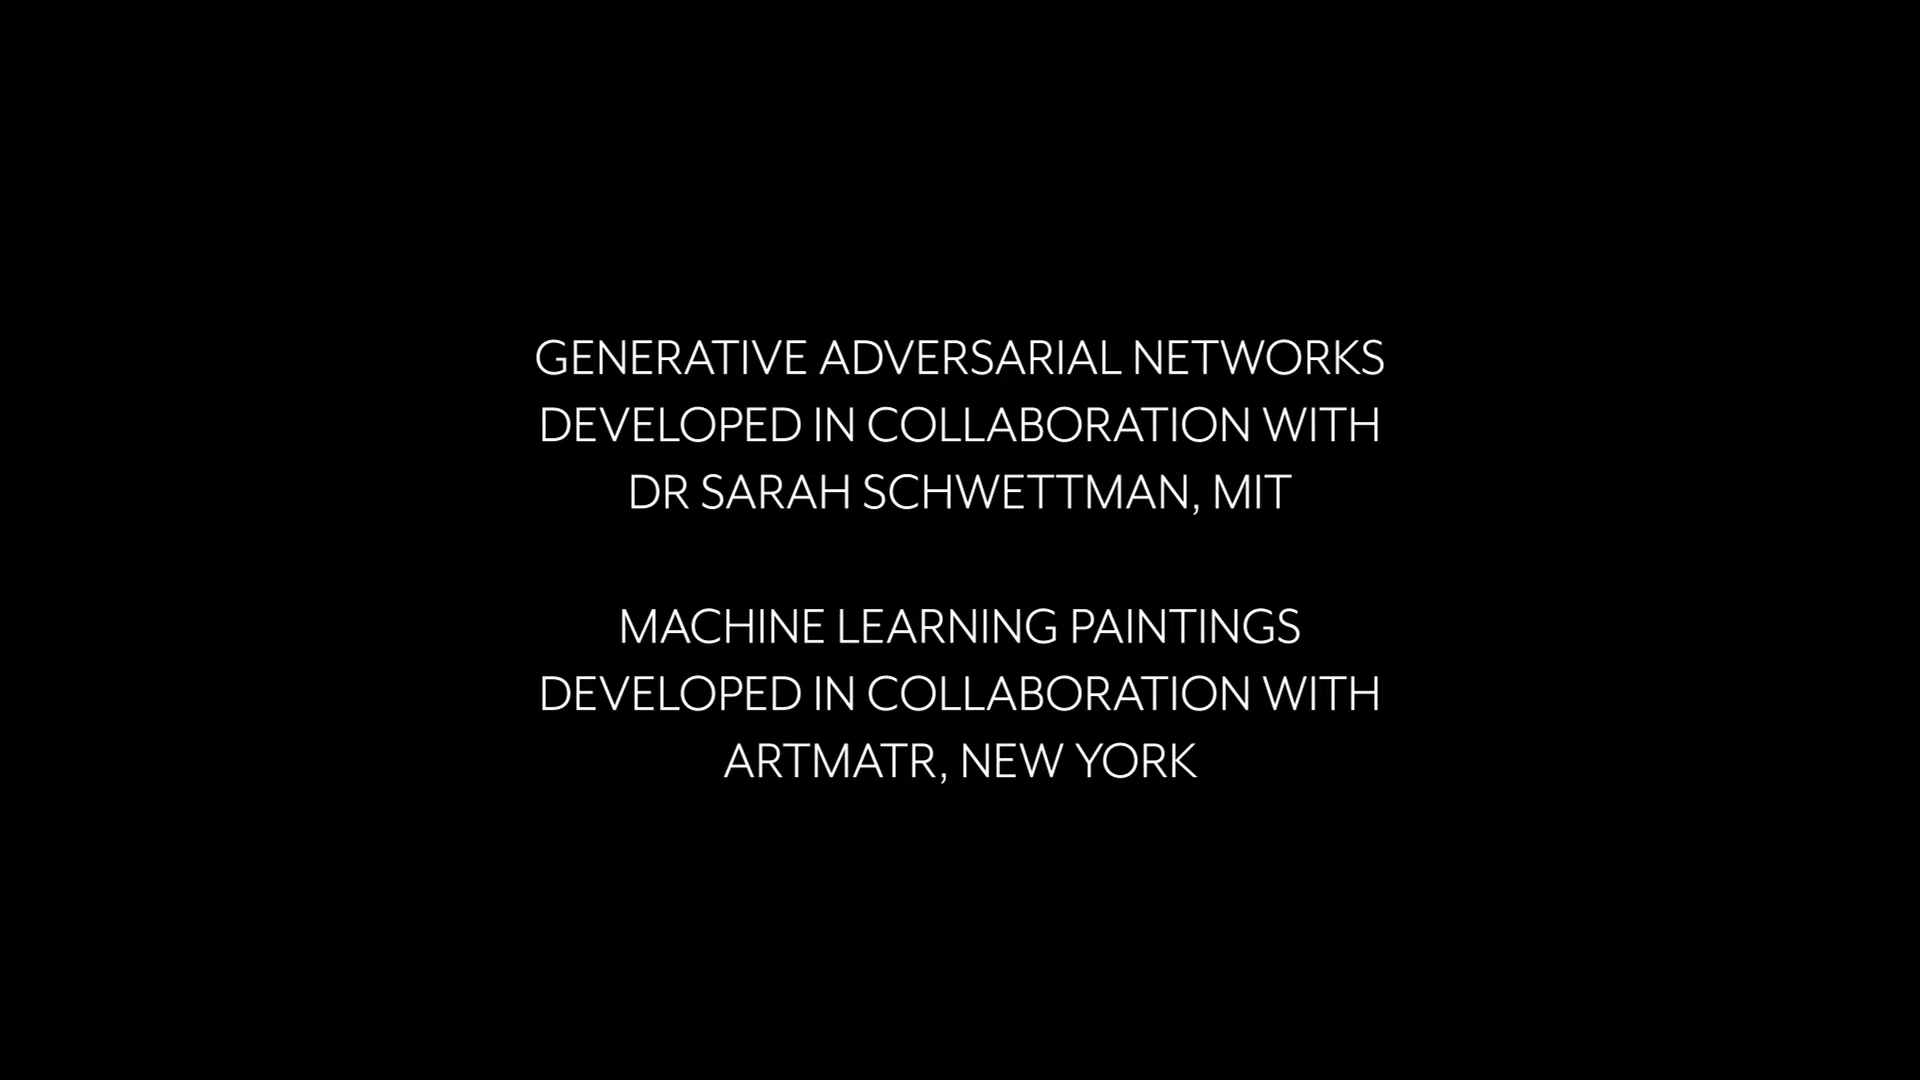 GENERATIVE ADVERSARIAL NETWORKS
DEVELOPED IN COLLABORATION WITH
DR SARAH SCHWETTMAN, MIT
MACHINE LEARNING PAINTINGS
DEVELOPED IN COLLABORATION WITH
ARTMATR, NEW YORK